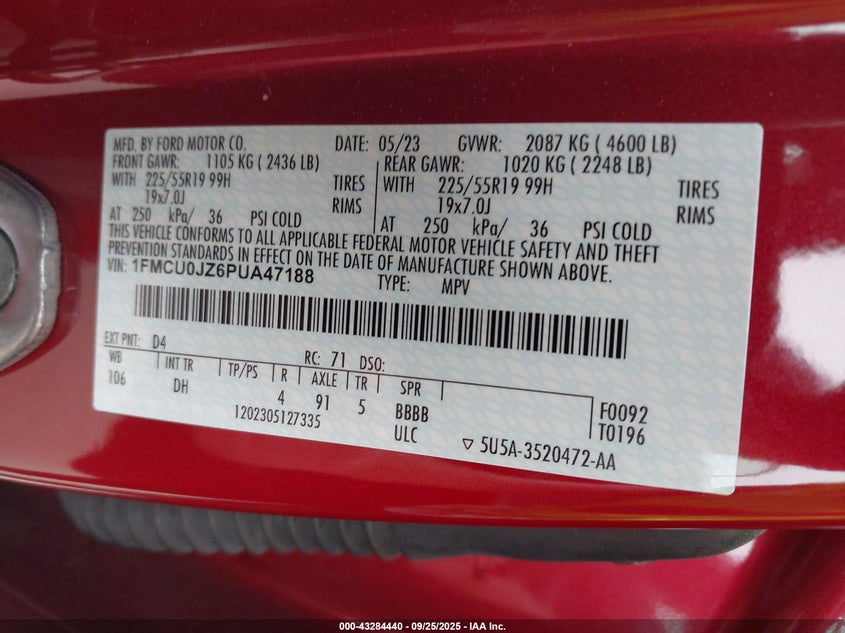 MFD. BY FORD MOTOR CO. DATE: 05/23 GVWR: 2087 KG ( 4600 LB)
FRONT GAWR: 1105 KG ( 2436 LB) REAR GAWR: 1020 KG ( 2248 LB)
WITH 225/55R19 99H TIRES WITH 225/55R19 99H TIRES
19x7.0J RIMS 19x7.0J RIMS
AT 250 kPa/ 36 PSI COLD AT 250 kPa/ 36 PSI COLD
THIS VEHICLE CONFORMS TO ALL APPLICABLE FEDERAL MOTOR VEHICLE SAFETY AND THEFT
PREVENTION STANDARDS IN EFFECT ON THE DATE OF MANUFACTURE SHOWN ABOVE.
VIN: 1FMCU0JZ6PUA47188 TYPE: MPV
EXT PNT: D4 RC: 71 DSO:
WB INT TR TP/PS R AXLE TR SPR
106 DH 4 91 5 BBBB F0092
1202305127335 ULC T0196
▽ 5U5A-3520472-AA
000-43284440 - 09/25/2025 - IAA Inc.